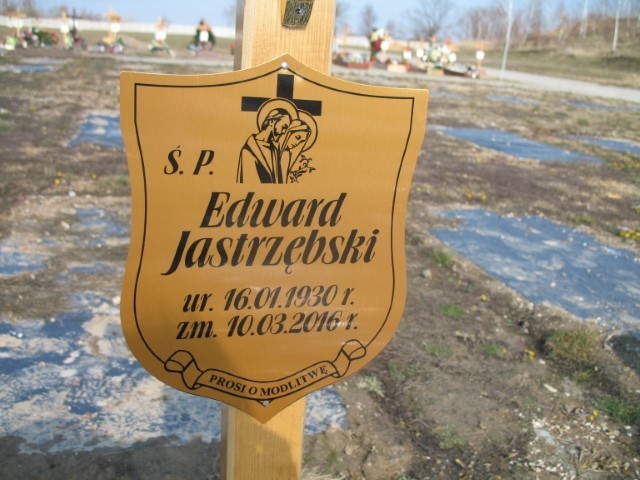 Ś. P.
Edward
Jastrzębski
ur. 16.01.1930 r.
zm. 10.03.2016 r.
PROSI O MODLITWĘ